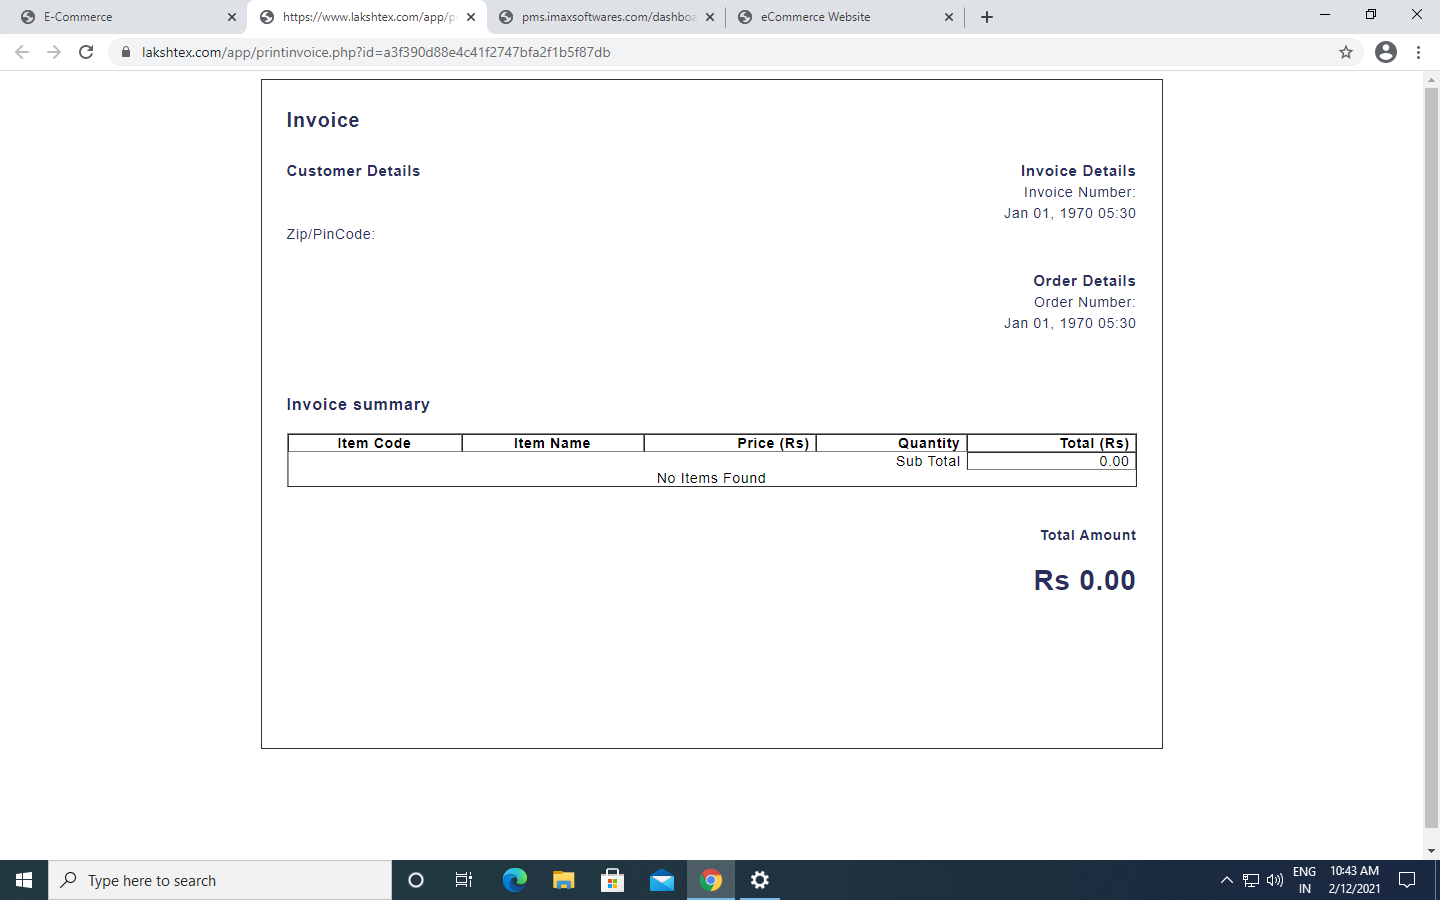 E-Commerce
https://www.lakshtex.com/app/p
pms.imaxsoftwares.com/dashboa
eCommerce Website
lakshtex.com/app/printinvoice.php?id=a3f390d88e4c41f2747bfa2f1b5f87db
Invoice
Customer Details
Invoice Details
Invoice Number:
Jan 01, 1970 05:30
Zip/PinCode:
Order Details
Order Number:
Jan 01, 1970 05:30
Invoice summary
Item Code Item Name Price (Rs) Quantity Total (Rs)
Sub Total 0.00
No Items Found
Total Amount
Rs 0.00
Type here to search
ENG
IN
10:43 AM
2/12/2021